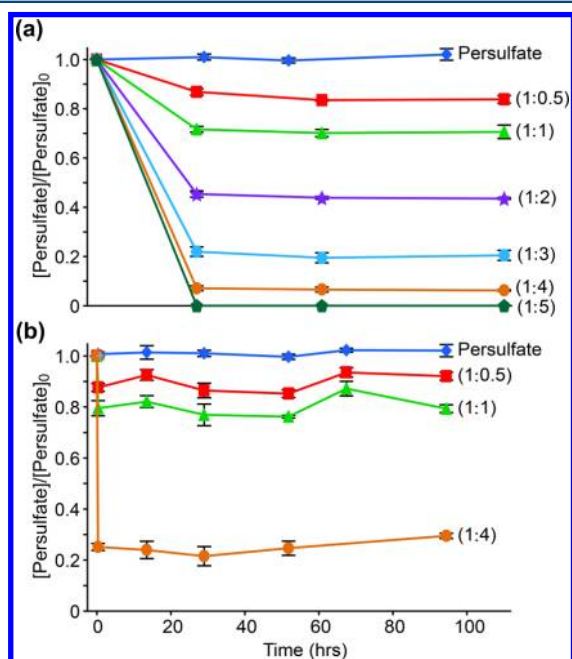 (a)
[Persulfate]/[Persulfate]0
1.0
0.8
0.6
0.4
0.2
0
Persulfate
(1:0.5)
(1:1)
(1:2)
(1:3)
(1:4)
(1:5)
(b)
[Persulfate]/[Persulfate]0
1.0
0.8
0.6
0.4
0.2
0
Persulfate
(1:0.5)
(1:1)
(1:4)
0 20 40 60 80 100
Time (hrs)